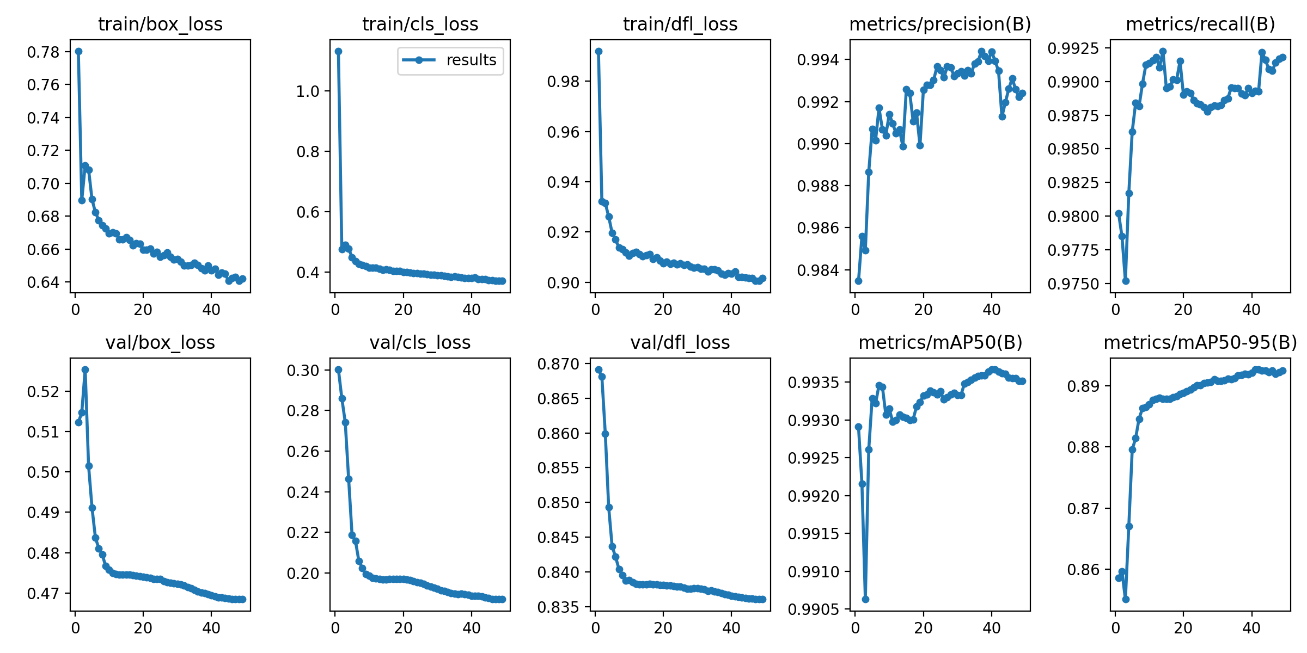 train/box_loss
0.78
0.76
0.74
0.72
0.70
0.68
0.66
0.64
0 20 40
train/cls_loss
results
1.0
0.8
0.6
0.4
0 20 40
train/dfl_loss
0.98
0.96
0.94
0.92
0.90
0 20 40
metrics/precision(B)
0.994
0.992
0.990
0.988
0.986
0.984
0 20 40
metrics/recall(B)
0.9925
0.9900
0.9875
0.9850
0.9825
0.9800
0.9775
0.9750
0 20 40
val/box_loss
0.52
0.51
0.50
0.49
0.48
0.47
0 20 40
val/cls_loss
0.30
0.28
0.26
0.24
0.22
0.20
0 20 40
val/dfl_loss
0.870
0.865
0.860
0.855
0.850
0.845
0.840
0.835
0 20 40
metrics/mAP50(B)
0.9935
0.9930
0.9925
0.9920
0.9915
0.9910
0.9905
0 20 40
metrics/mAP50-95(B)
0.89
0.88
0.87
0.86
0 20 40